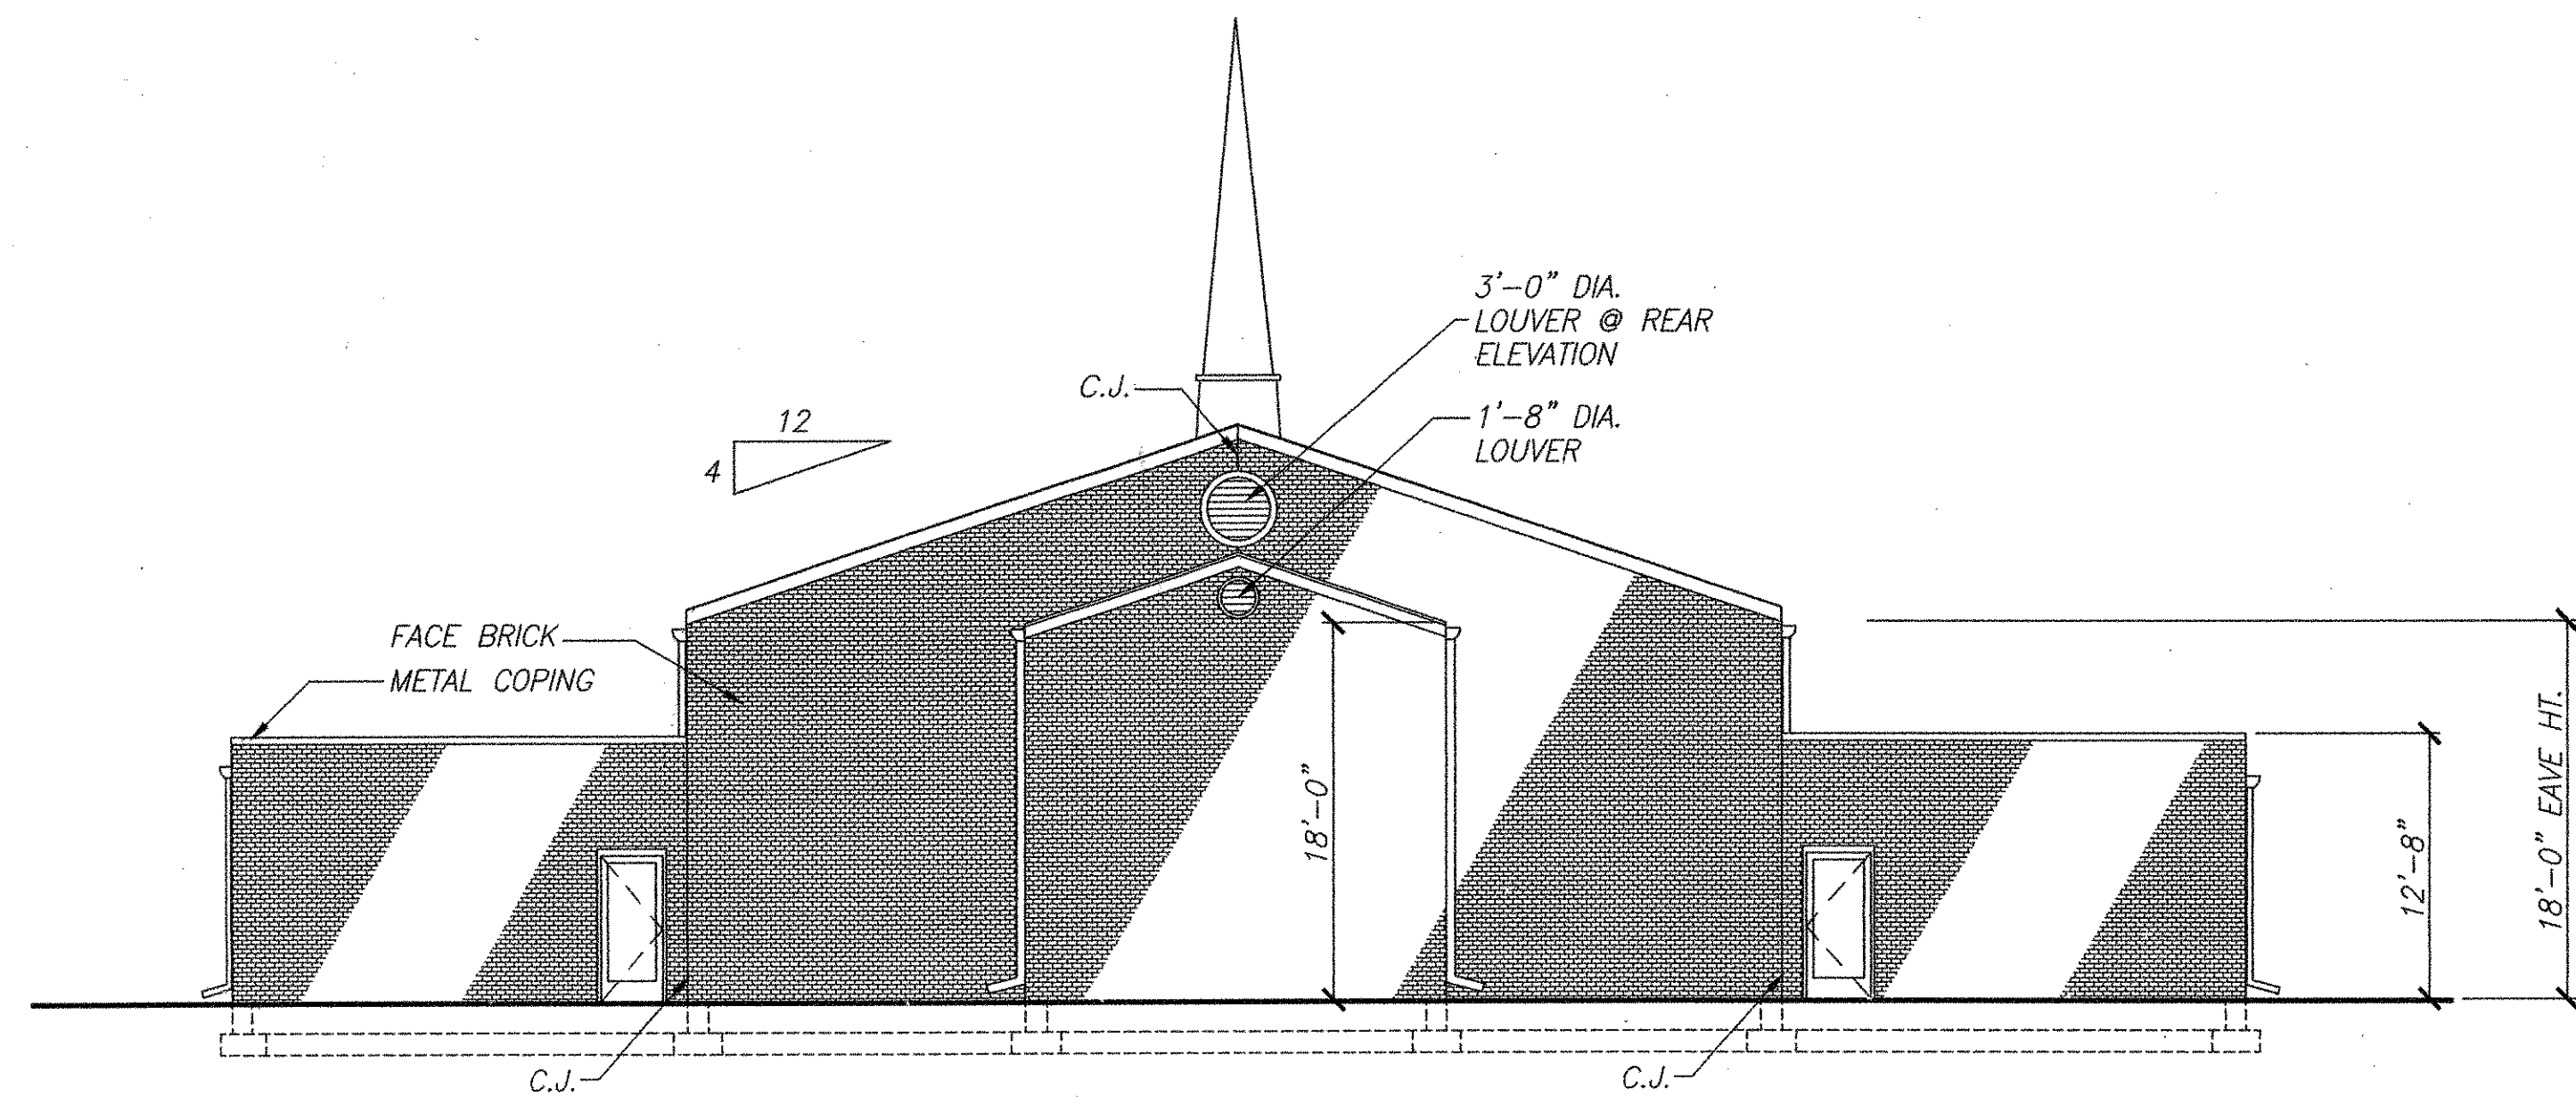 3'-0" DIA.
LOUVER @ REAR
ELEVATION
C.J.
12
4
1'-8" DIA.
LOUVER
FACE BRICK
METAL COPING
18'-0"
12'-8"
18'-0" EAVE HT.
C.J.
C.J.